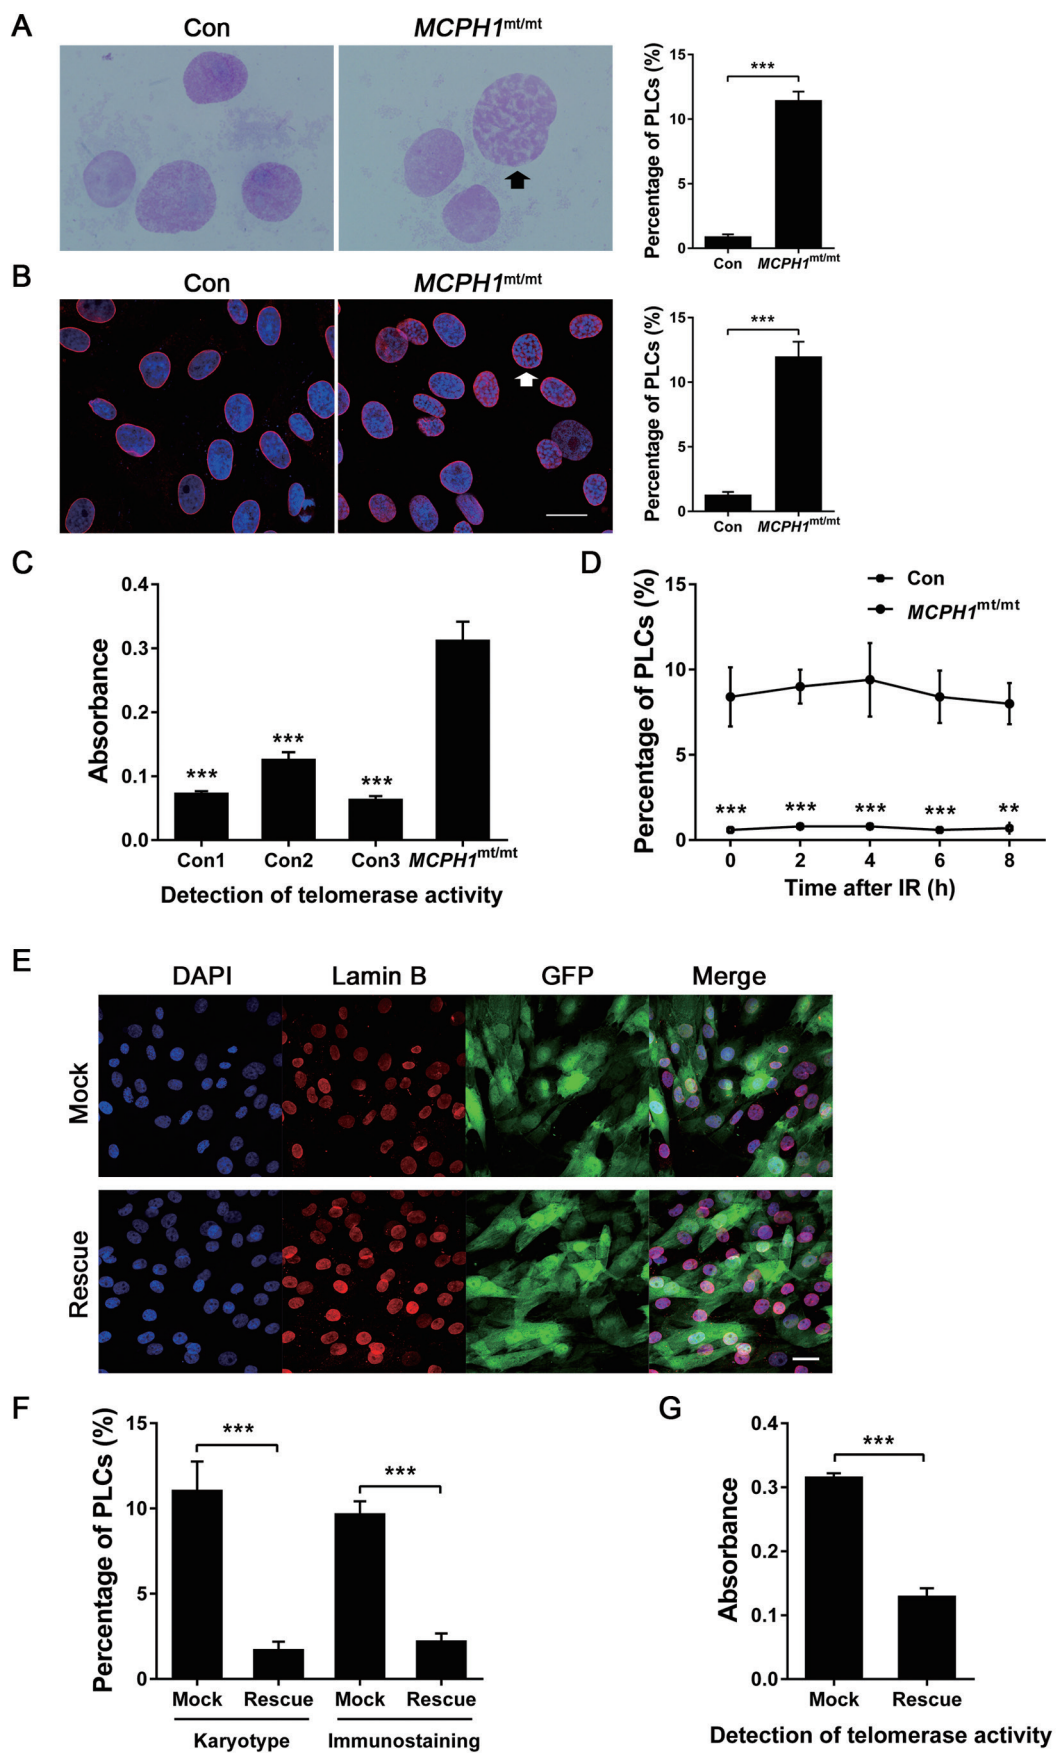 A
Con
MCPH1mt/mt
Percentage of PLCs (%)
15
10
5
0
***
Con
MCPH1mt/mt
B
Con
MCPH1mt/mt
Percentage of PLCs (%)
15
10
5
0
***
Con
MCPH1mt/mt
C
Absorbance
0.4
0.3
0.2
0.1
0.0
***
***
***
Con1 Con2 Con3 MCPH1mt/mt
Detection of telomerase activity
D
Percentage of PLCs (%)
15
10
5
0
Con
MCPH1mt/mt
*** *** *** *** **
0 2 4 6 8
Time after IR (h)
E
DAPI Lamin B GFP Merge
Mock
Rescue
F
Percentage of PLCs (%)
15
10
5
0
***
***
Mock Rescue Mock Rescue
Karyotype Immunostaining
G
Absorbance
0.4
0.3
0.2
0.1
0.0
***
Mock Rescue
Detection of telomerase activity